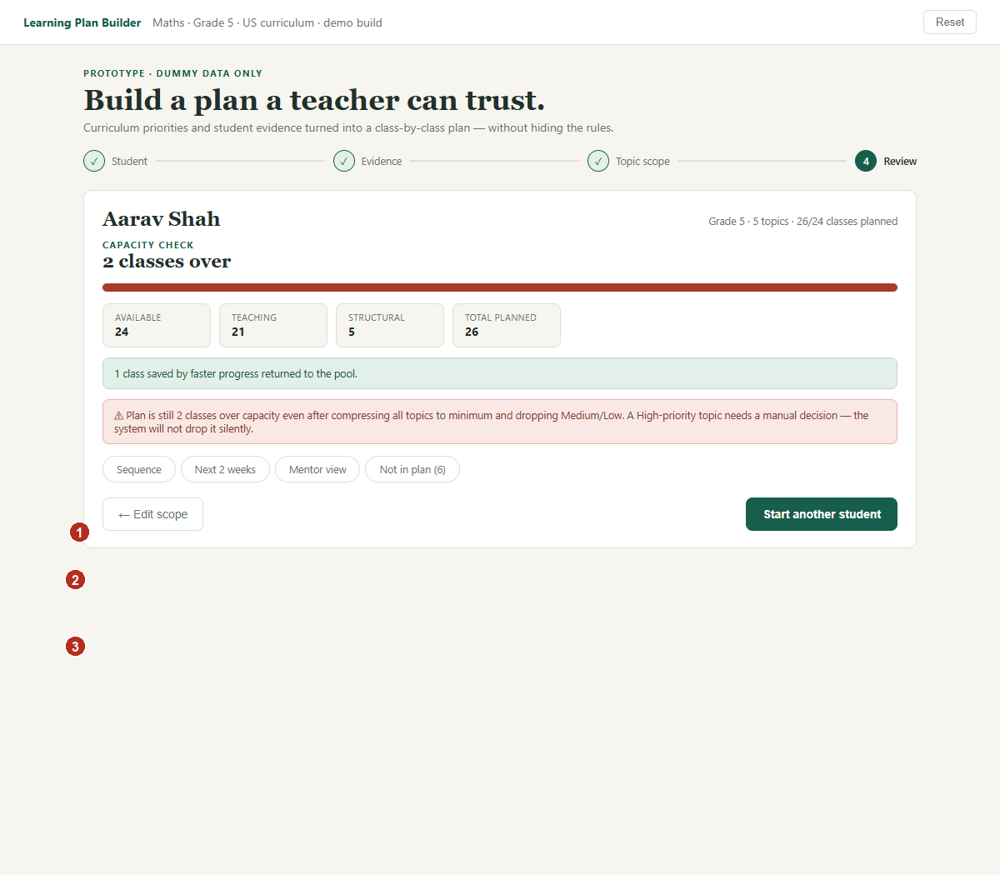 Learning Plan Builder Maths · Grade 5 · US curriculum · demo build Reset
PROTOTYPE · DUMMY DATA ONLY
Build a plan a teacher can trust.
Curriculum priorities and student evidence turned into a class-by-class plan — without hiding the rules.
✓ Student ✓ Evidence ✓ Topic scope 4 Review
Aarav Shah Grade 5 · 5 topics · 26/24 classes planned
CAPACITY CHECK
2 classes over
AVAILABLE TEACHING STRUCTURAL TOTAL PLANNED
24 21 5 26
1 class saved by faster progress returned to the pool.
⚠ Plan is still 2 classes over capacity even after compressing all topics to minimum and dropping Medium/Low. A High-priority topic needs a manual decision — the
system will not drop it silently.
Sequence Next 2 weeks Mentor view Not in plan (6)
← Edit scope Start another student
1
2
3